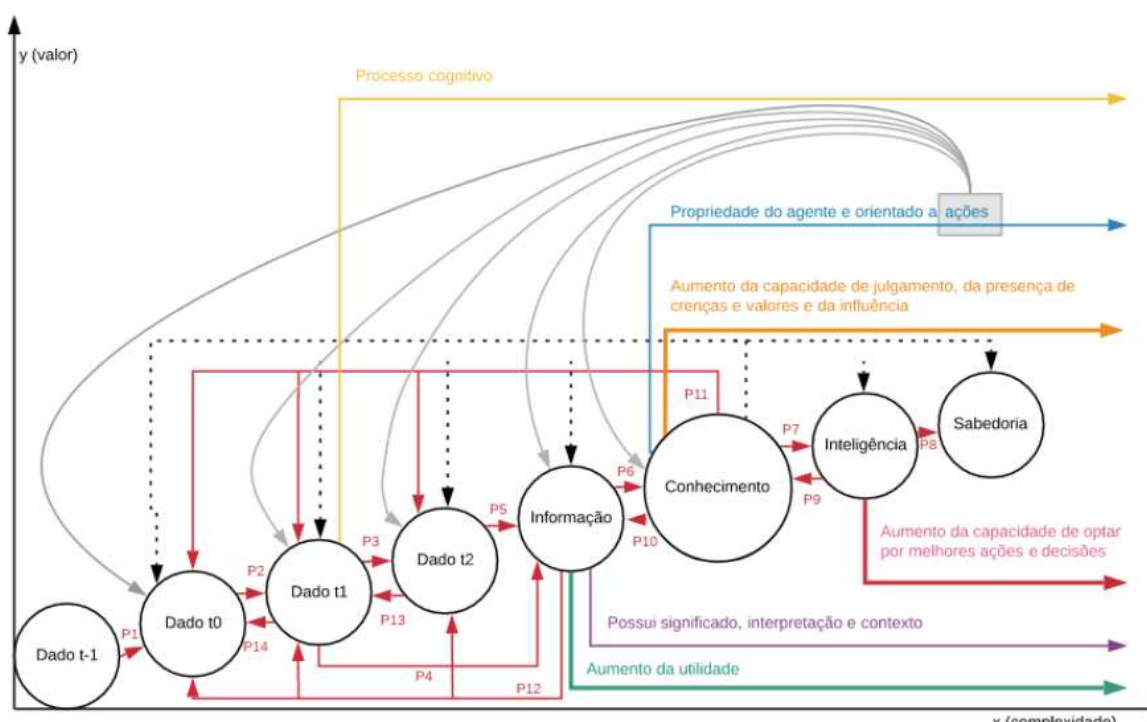 y (valor)
Processo cognitivo
Propriedade do agente e orientado a ações
Aumento da capacidade de julgamento, da presença de
crenças e valores e da influência
P11
P7
Sabedoria
Inteligência
P8
P6
Conhecimento
P9
P5
Informação
P10
P3
Dado t2
Aumento da capacidade de optar
por melhores ações e decisões
P2
Dado t1
P13
Dado t0
P1
P14
Possui significado, interpretação e contexto
Dado t-1
P4
Aumento da utilidade
P12
x (complexidade)